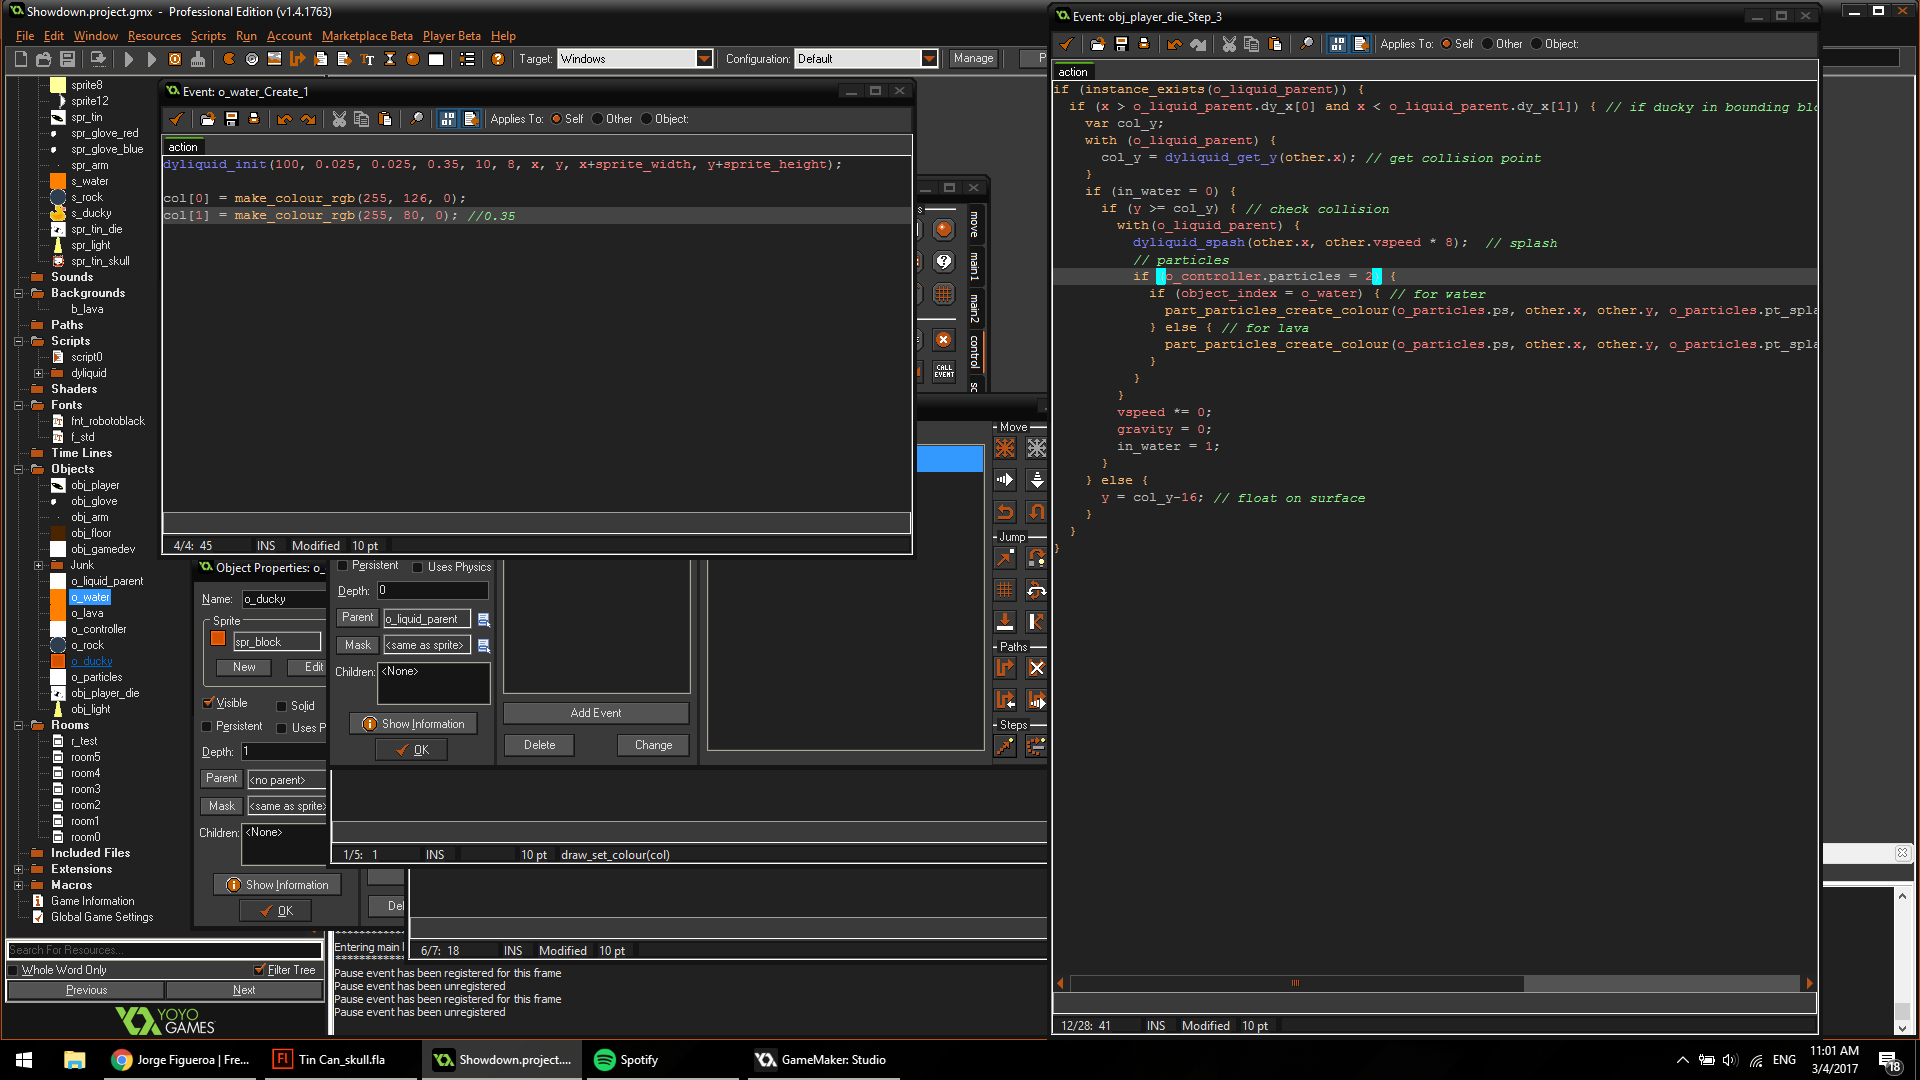 Showdown.project.gmx - Professional Edition (v1.4.1763)
File Edit Window Resources Scripts Run Account Marketplace Beta Player Beta Help
Target: Windows Configuration: Default Manage
sprite8
sprite12
spr_tin
spr_glove_red
spr_glove_blue
spr_arm
s_water
s_rock
s_ducky
spr_tin_die
spr_light
spr_tin_skull
Sounds
Backgrounds
b_lava
Paths
Scripts
script0
dyliquid
Shaders
Fonts
fnt_robotoblack
f_std
Time Lines
Objects
obj_player
obj_glove
obj_arm
obj_floor
obj_gamedev
Junk
o_liquid_parent
o_water
o_lava
o_controller
o_rock
o_ducky
o_particles
obj_player_die
obj_light
Rooms
r_test
room5
room4
room3
room2
room1
room0
Included Files
Extensions
Macros
Game Information
Global Game Settings
Search For Resources...
Whole Word Only Filter Tree
Previous Next
YOYO
GAMES
Event: o_water_Create_1
Applies To: Self Other Object:
action
dyliquid_init(100, 0.025, 0.025, 0.35, 10, 8, x, y, x+sprite_width, y+sprite_height);
col[0] = make_colour_rgb(255, 126, 0);
col[1] = make_colour_rgb(255, 80, 0); //0.35
4/4: 45 INS Modified 10 pt
move
main1
main2
control
sc
CALL
EVENT
Object Properties: o_
Name: o_ducky
Sprite
spr_block
New Edit
Visible Solid
Persistent Uses P
Depth: 1
Parent <no parent>
Mask <same as sprite>
Children: <None>
Show Information
OK
Persistent Uses Physics
Depth: 0
Parent o_liquid_parent
Mask <same as sprite>
Children: <None>
Show Information
OK
Add Event
Delete Change
Move
Jump
Paths
Steps
1/5: 1 INS 10 pt draw_set_colour(col)
Del
6/7: 18 INS Modified 10 pt
Entering main l
Pause event has been registered for this frame
Pause event has been unregistered
Pause event has been registered for this frame
Pause event has been unregistered
Event: obj_player_die_Step_3
Applies To: Self Other Object:
action
if (instance_exists(o_liquid_parent)) {
if (x > o_liquid_parent.dy_x[0] and x < o_liquid_parent.dy_x[1]) { // if ducky in bounding blo
var col_y;
with (o_liquid_parent) {
col_y = dyliquid_get_y(other.x); // get collision point
}
if (in_water = 0) {
if (y >= col_y) { // check collision
with(o_liquid_parent) {
dyliquid_spash(other.x, other.vspeed * 8); // splash
// particles
if (o_controller.particles = 2) {
if (object_index = o_water) { // for water
part_particles_create_colour(o_particles.ps, other.x, other.y, o_particles.pt_spla
} else { // for lava
part_particles_create_colour(o_particles.ps, other.x, other.y, o_particles.pt_spla
}
}
}
vspeed *= 0;
gravity = 0;
in_water = 1;
}
} else {
y = col_y-16; // float on surface
}
}
}
12/28: 41 INS Modified 10 pt
Jorge Figueroa | Fre...
Tin Can_skull.fla
Showdown.project....
Spotify
GameMaker: Studio
ENG
11:01 AM
3/4/2017
18